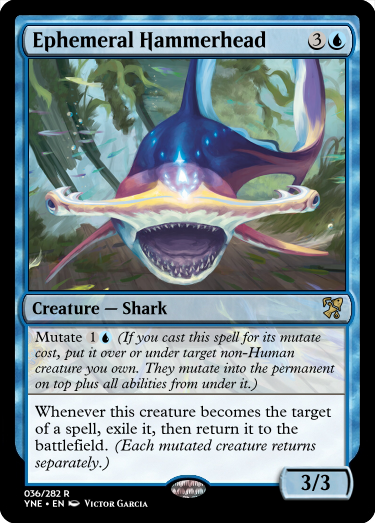 Ephemeral Hammerhead 3
Creature — Shark
Mutate 1 (If you cast this spell for its mutate
cost, put it over or under target non-Human
creature you own. They mutate into the permanent
on top plus all abilities from under it.)
Whenever this creature becomes the target
of a spell, exile it, then return it to the
battlefield. (Each mutated creature returns
separately.)
3/3
036/282 R
YNE • EN Victor Garcia